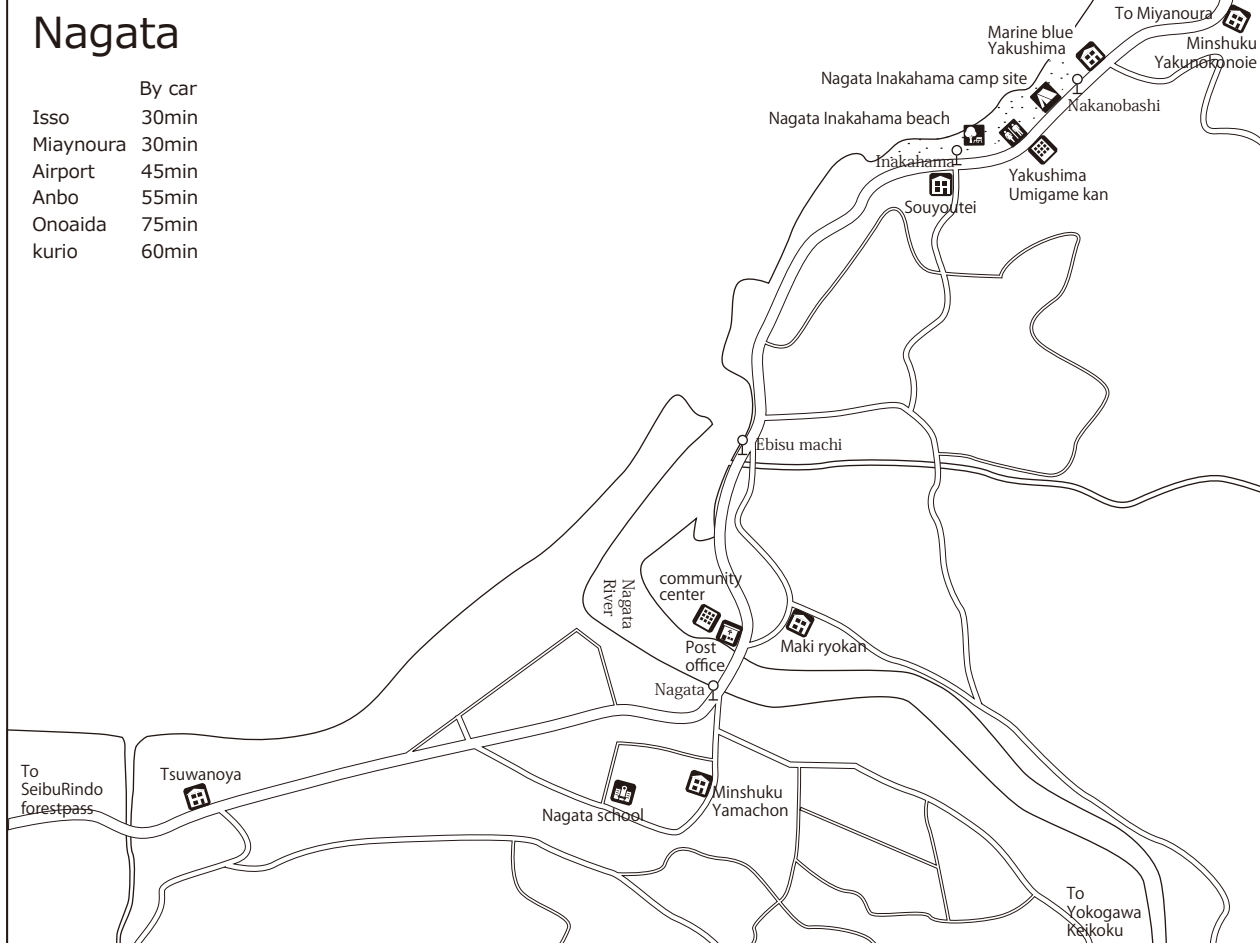 Nagata
By car
Isso 30min
Miaynoura 30min
Airport 45min
Anbo 55min
Onoaida 75min
kurio 60min
To Miyanoura
Minshuku
Yakunokonoie
Marine blue
Yakushima
Nagata Inakahama camp site
Nakanobashi
Nagata Inakahama beach
Inakahama
Yakushima
Umigame kan
Souyoutei
Ebisu machi
Nagata
River
community
center
Post
office
Maki ryokan
Nagata
To
SeibuRindo
forestpass
Tsuwanoya
Nagata school
Minshuku
Yamachon
To
Yokogawa
Keikoku